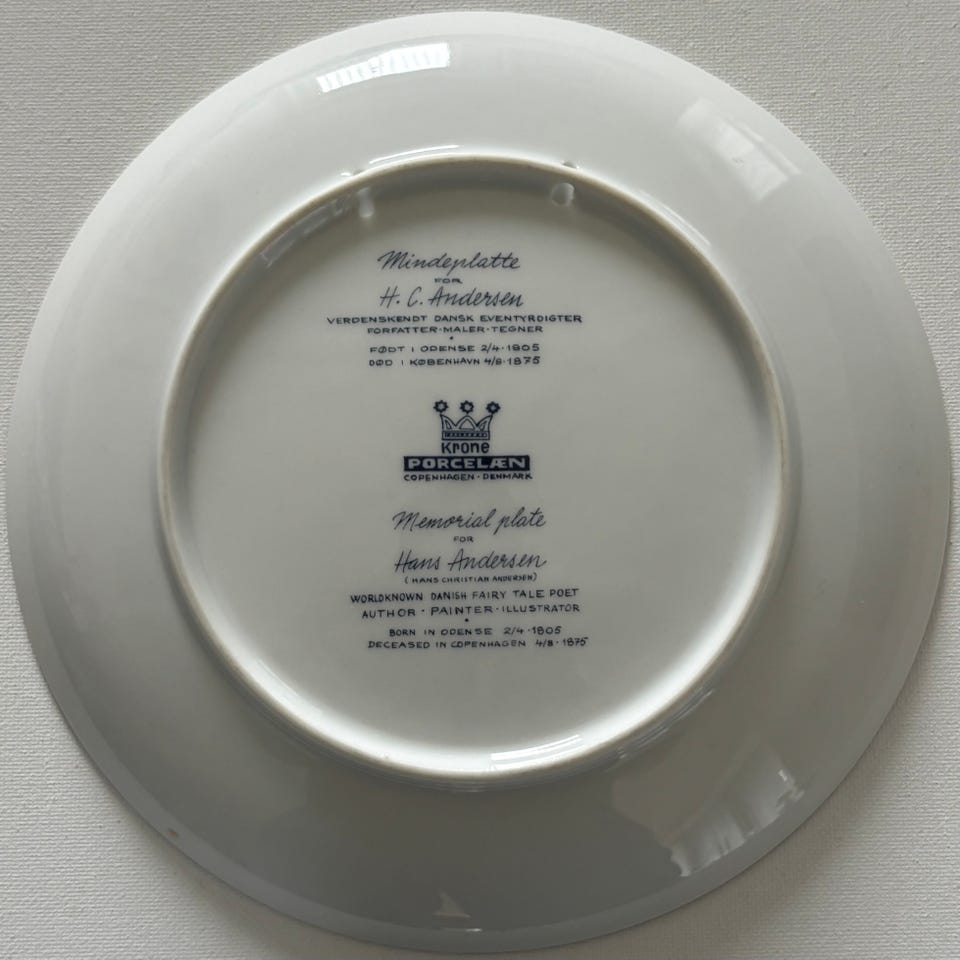 Mindeplatte
FOR
H. C. Andersen
VERDENSKENDT DANSK EVENTYRDIGTER
FORFATTER·MALER·TEGNER
FØDT I ODENSE 2/4·1805
DØD I KØBENHAVN 4/8·1875
Krone
PORCELÆN
COPENHAGEN·DENMARK
Memorial plate
FOR
Hans Andersen
(HANS CHRISTIAN ANDERSEN)
WORLDKNOWN DANISH FAIRY TALE POET
AUTHOR · PAINTER · ILLUSTRATOR
BORN IN ODENSE 2/4·1805
DECEASED IN COPENHAGEN 4/8·1875